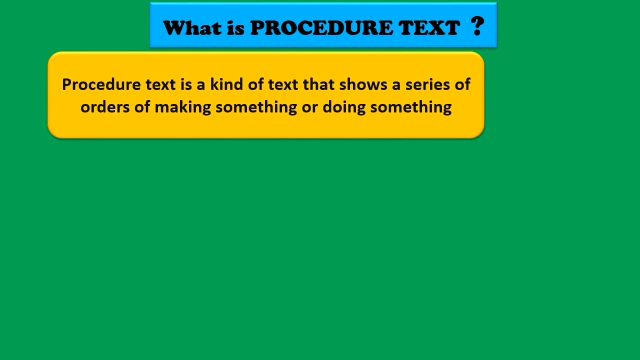 What is PROCEDURE TEXT ?
Procedure text is a kind of text that shows a series of
orders of making something or doing something